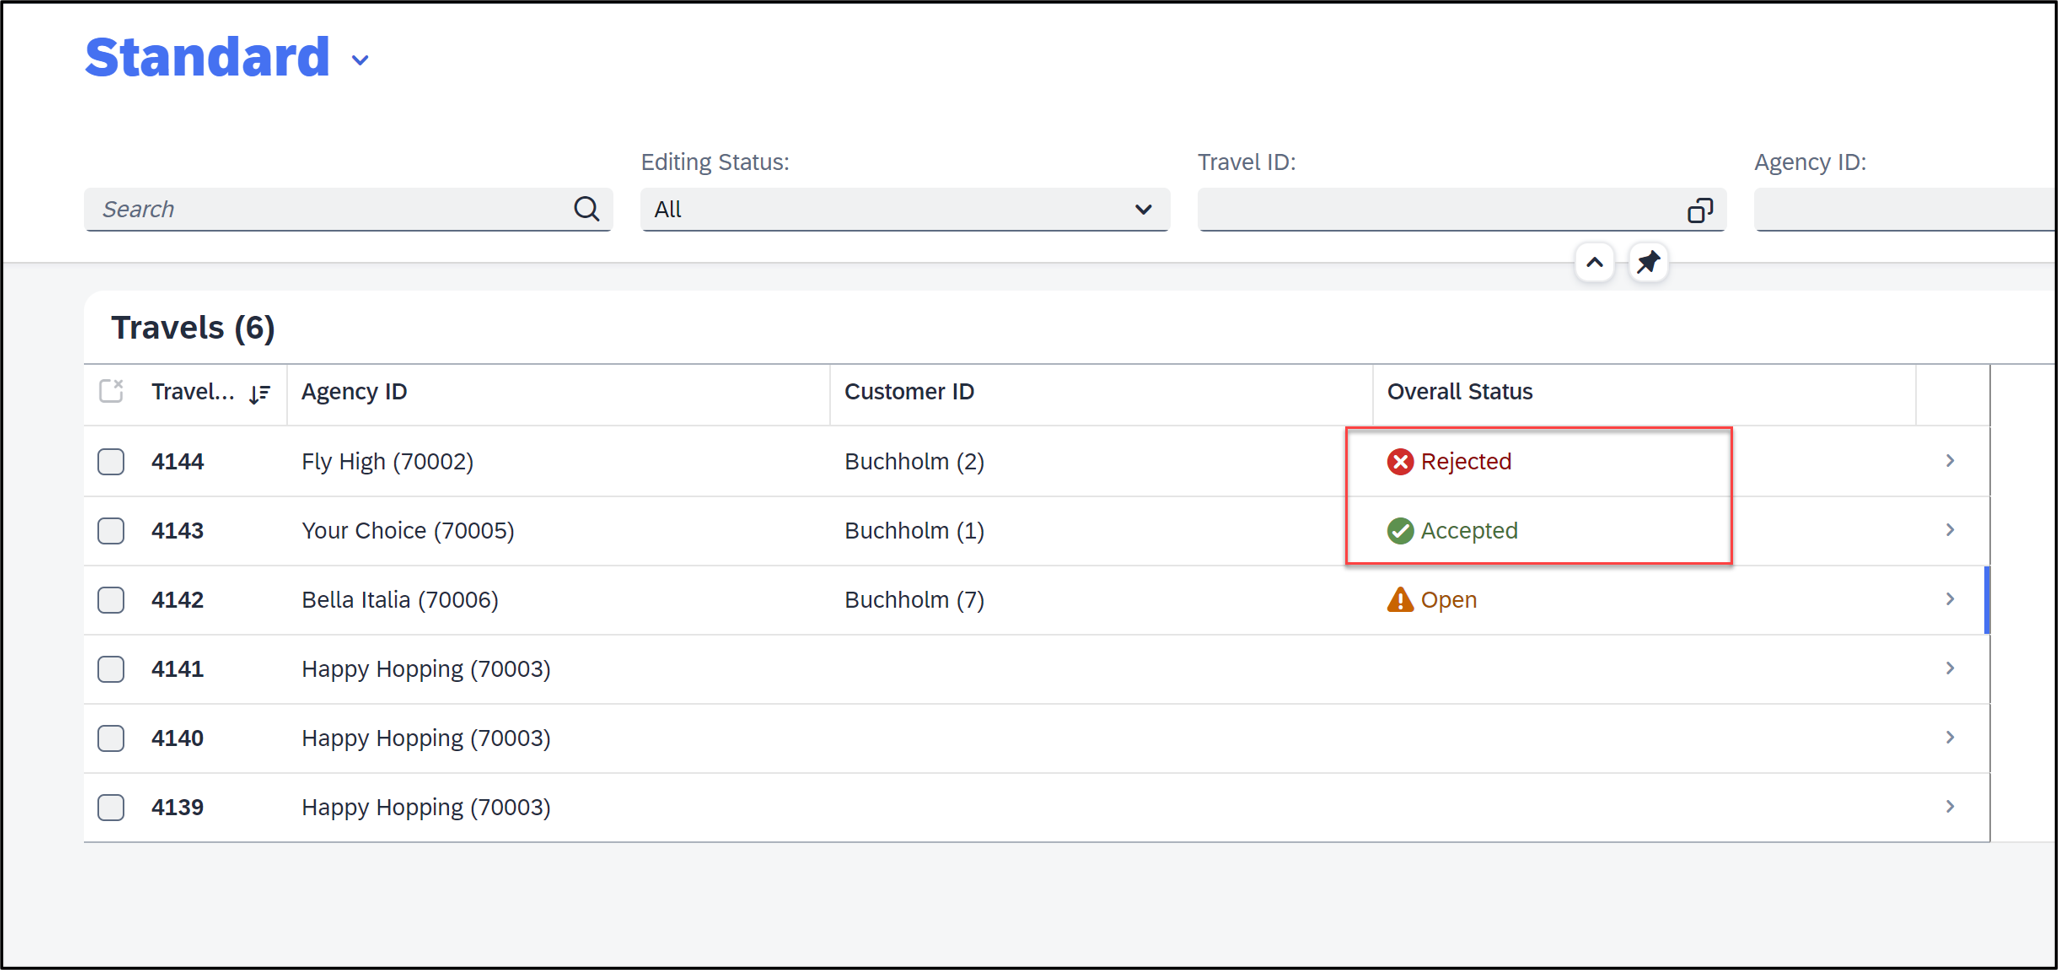 Standard
Editing Status:
Travel ID:
Agency ID:
Search
All
Travels (6)
Travel... Agency ID Customer ID Overall Status
4144 Fly High (70002) Buchholm (2) Rejected
4143 Your Choice (70005) Buchholm (1) Accepted
4142 Bella Italia (70006) Buchholm (7) Open
4141 Happy Hopping (70003)
4140 Happy Hopping (70003)
4139 Happy Hopping (70003)